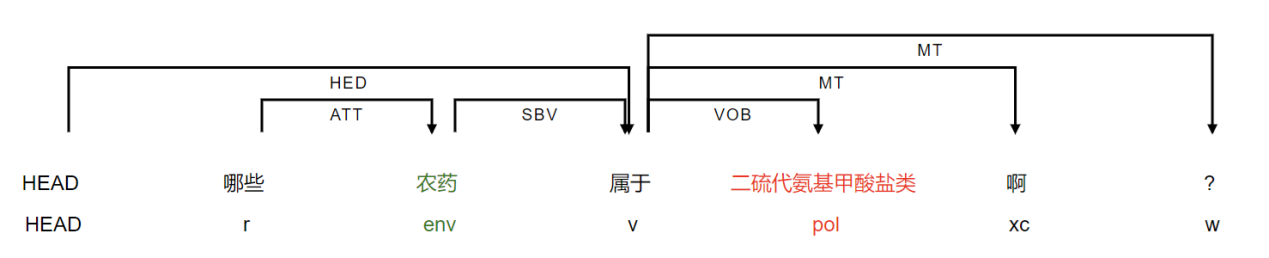 MT
HED
MT
ATT
SBV
VOB
HEAD 哪些 农药 属于 二硫代氨基甲酸盐类 啊 ?
HEAD r env v pol xc w